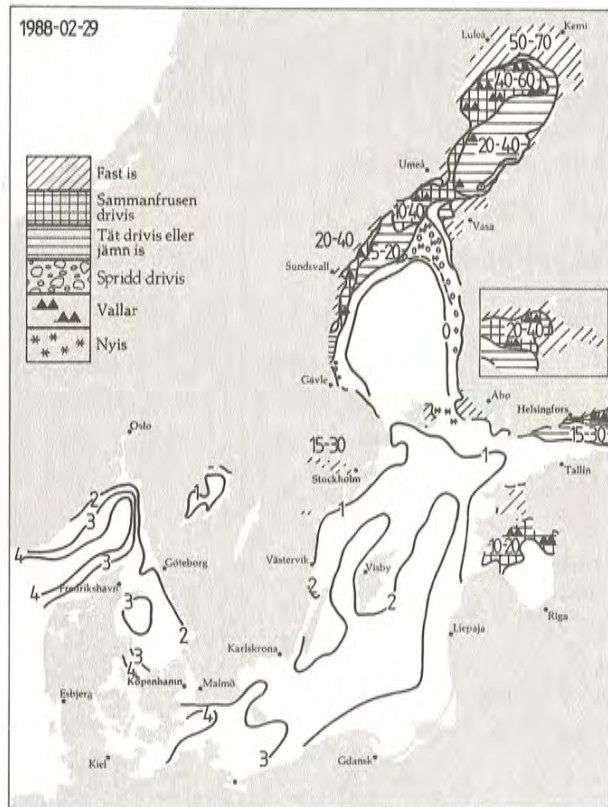 1988-02-29
Luleå
Kemi
50-70
40-60
20-40
Umeå
Fast is
Sammanfrusen
drivis
Tät drivis eller
jämn is
Spridd drivis
Vallar
Nyis
10-40
Vasa
20-40
5-20
Sundsvall
0
20-40
Gävle
Åbo
Helsingfors
15-30
Oslo
15-30
Stockholm
1
Tallin
1
2
3
4
3
4
Göteborg
Fredrikshavn
1
Västervik
2
Visby
2
10-20
Riga
3
2
Liepaja
Karlskrona
3
4
Köpenhamn
Malmö
Esbjerg
4
3
Kiel
Gdansk